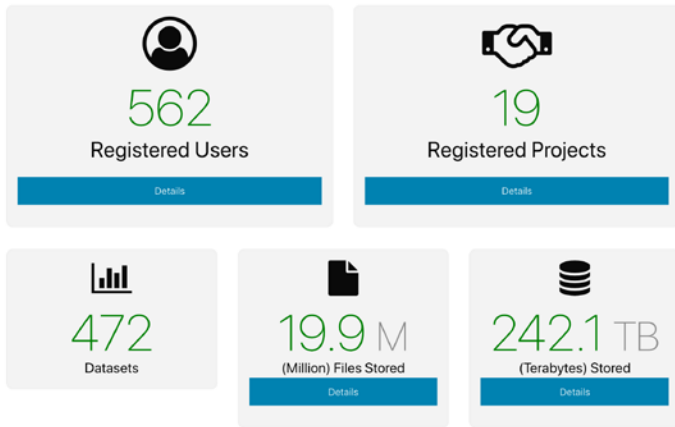 562
Registered Users
Details
19
Registered Projects
Details
472
Datasets
19.9 M
(Million) Files Stored
Details
242.1 TB
(Terabytes) Stored
Details